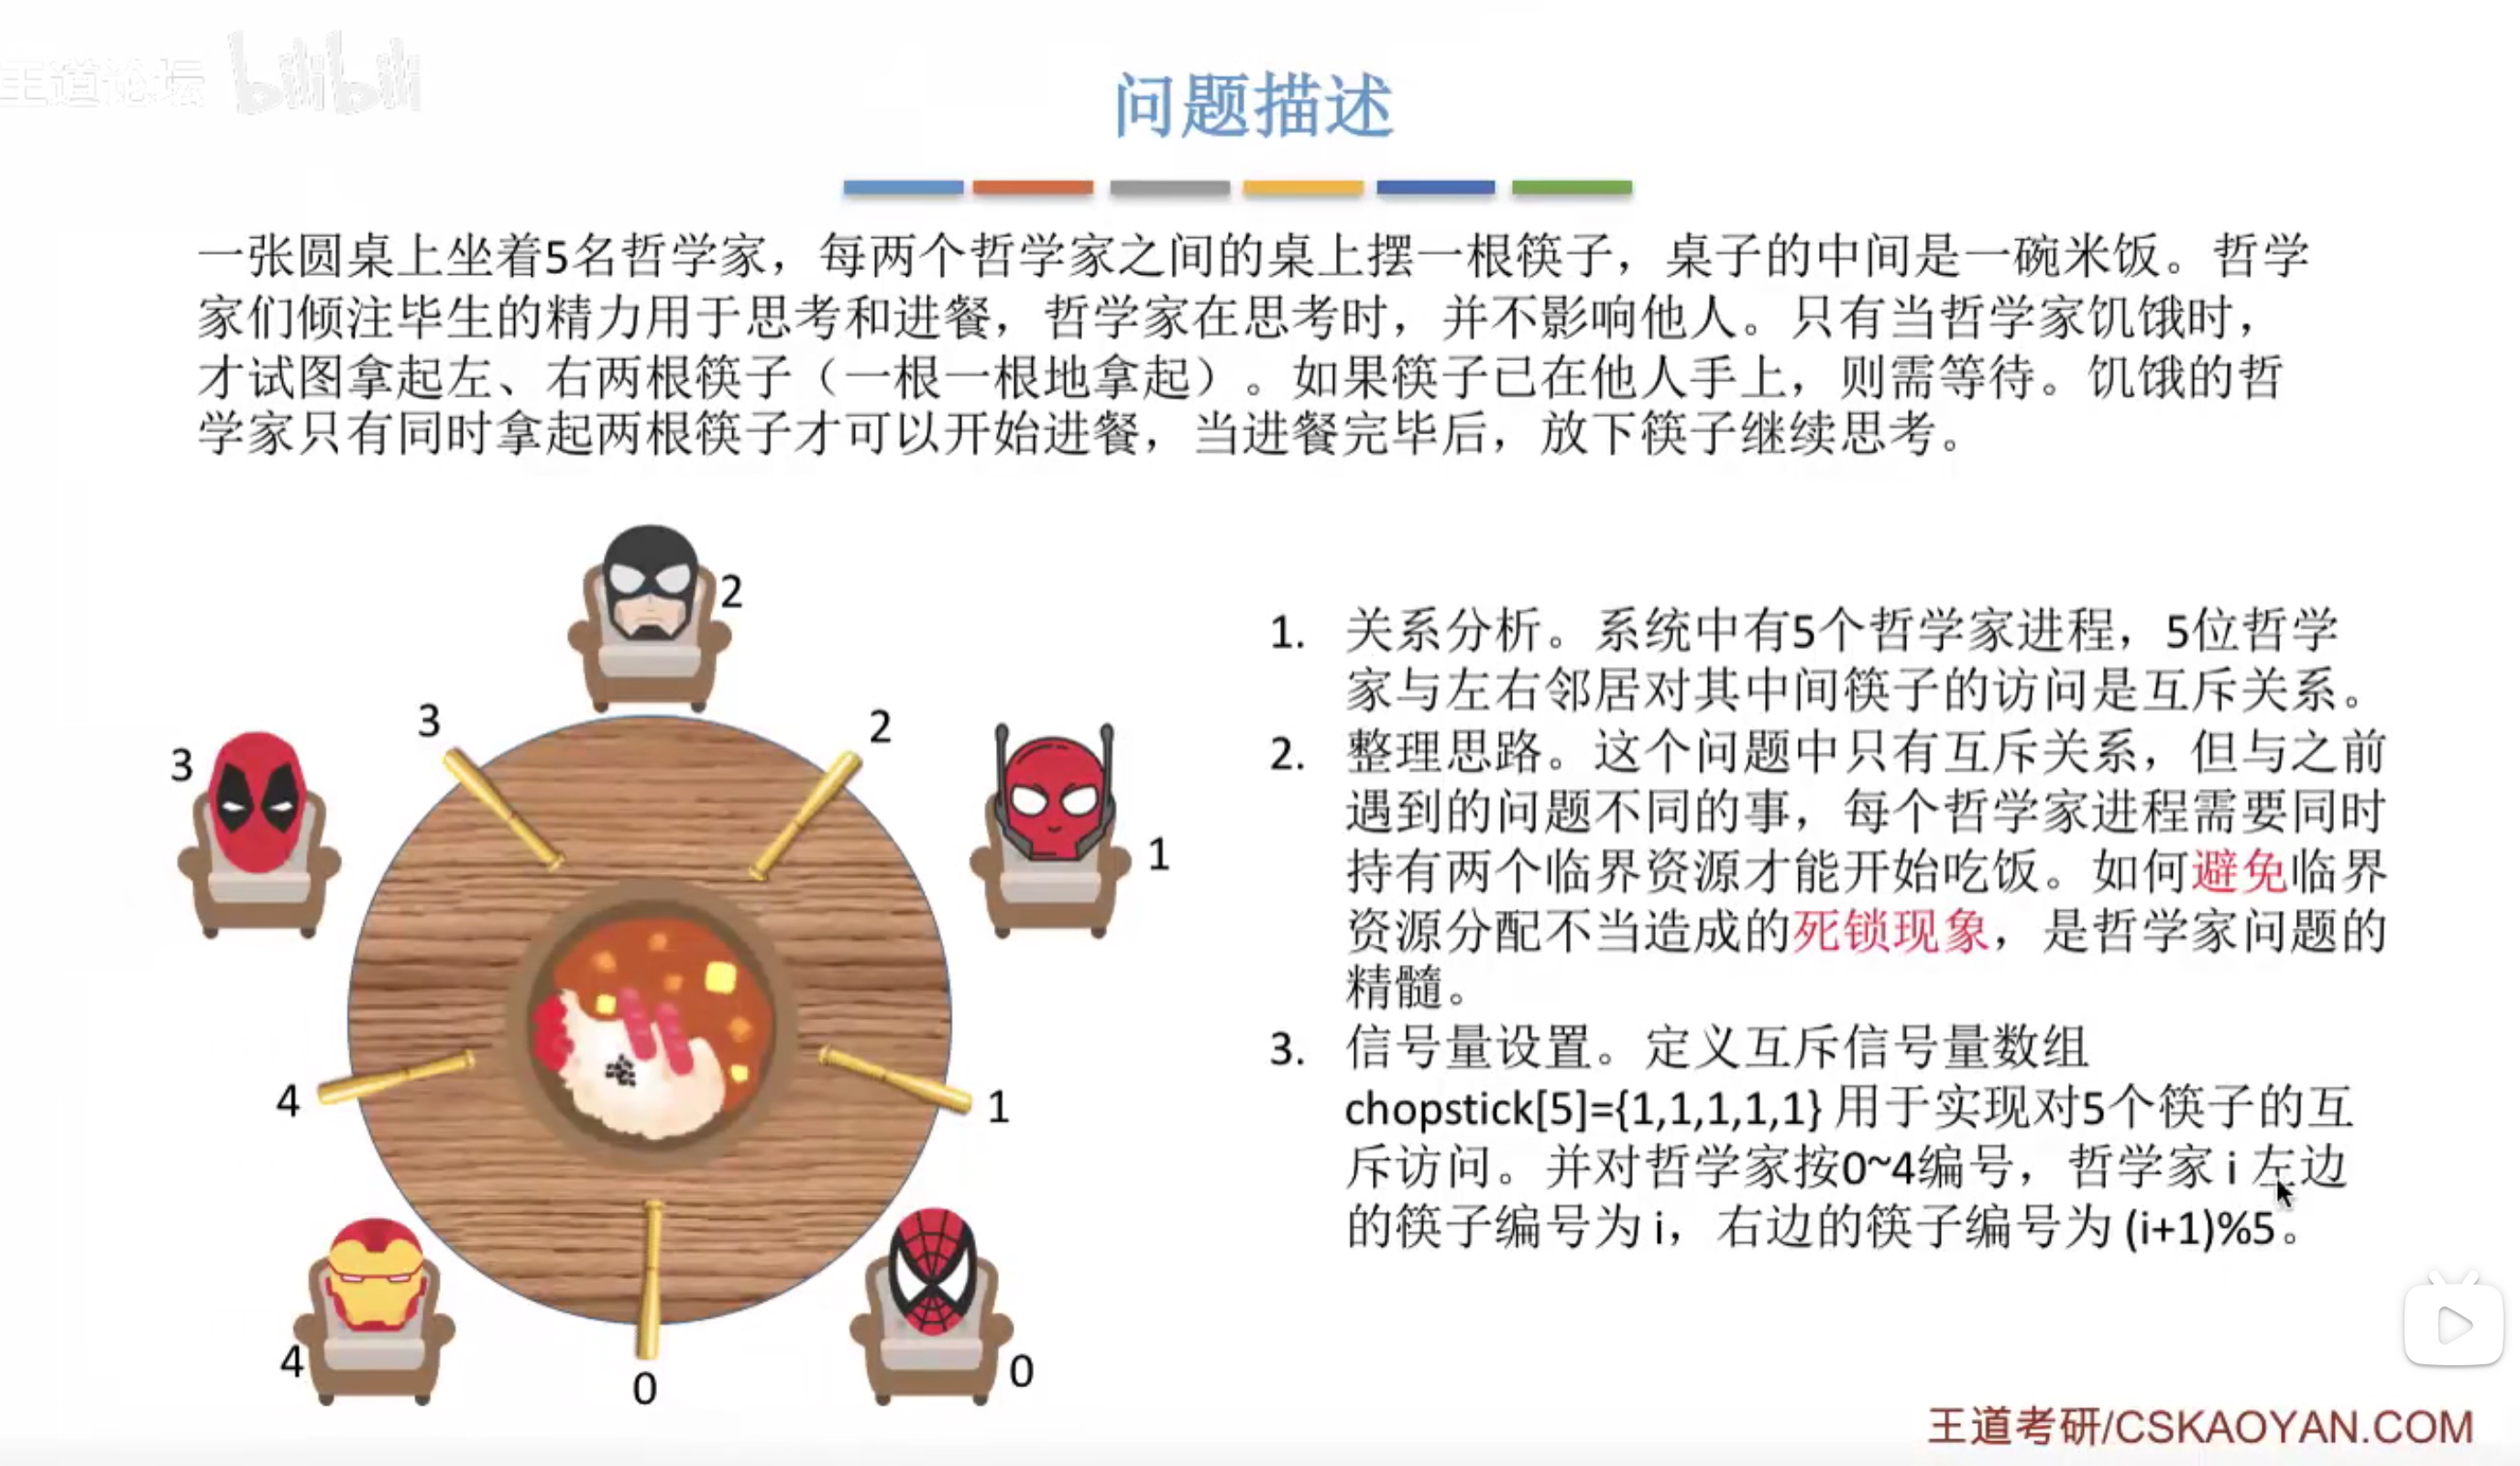 王道论坛 bilibili
问题描述
一张圆桌上坐着5名哲学家，每两个哲学家之间的桌上摆一根筷子，桌子的中间是一碗米饭。哲学
家们倾注毕生的精力用于思考和进餐，哲学家在思考时，并不影响他人。只有当哲学家饥饿时，
才试图拿起左、右两根筷子（一根一根地拿起）。如果筷子已在他人手上，则需等待。饥饿的哲
学家只有同时拿起两根筷子才可以开始进餐，当进餐完毕后，放下筷子继续思考。
2
3
2
3
1
4
1
4
0
0
1. 关系分析。系统中有5个哲学家进程，5位哲学
家与左右邻居对其中间筷子的访问是互斥关系。
2. 整理思路。这个问题中只有互斥关系，但与之前
遇到的问题不同的事，每个哲学家进程需要同时
持有两个临界资源才能开始吃饭。如何避免临界
资源分配不当造成的死锁现象，是哲学家问题的
精髓。
3. 信号量设置。定义互斥信号量数组
chopstick[5]={1,1,1,1,1} 用于实现对5个筷子的互
斥访问。并对哲学家按0~4编号，哲学家 i 左边
的筷子编号为 i，右边的筷子编号为 (i+1)%5。
王道考研/CSKAOYAN.COM